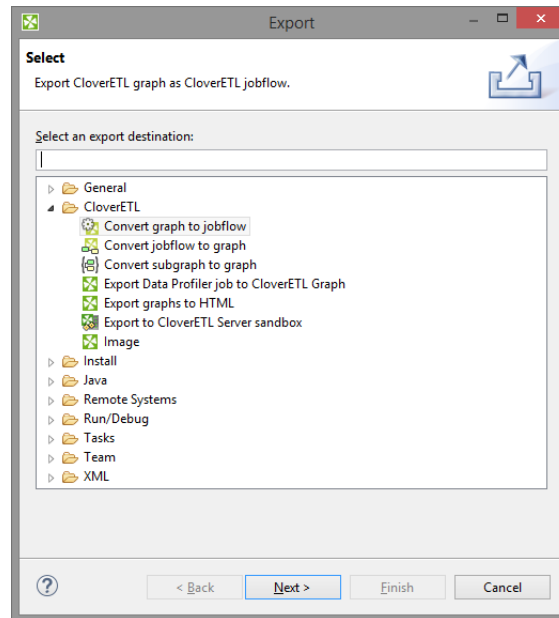 Export
Select
Export CloverETL graph as CloverETL jobflow.
Select an export destination:
General
CloverETL
Convert graph to jobflow
Convert jobflow to graph
Convert subgraph to graph
Export Data Profiler job to CloverETL Graph
Export graphs to HTML
Export to CloverETL Server sandbox
Image
Install
Java
Remote Systems
Run/Debug
Tasks
Team
XML
? < Back Next > Finish Cancel